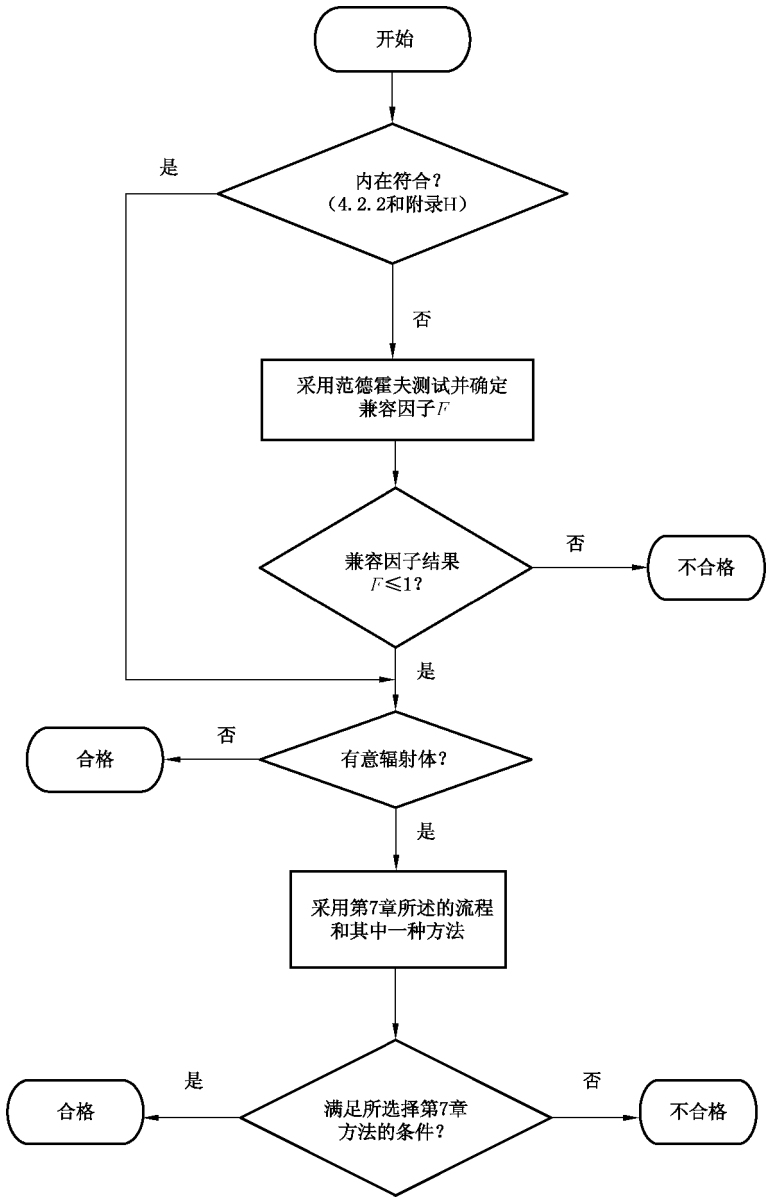 开始
是
内在符合?
(4.2.2和附录H)
否
采用范德霍夫测试并确定
兼容因子F
兼容因子结果
F≤1?
否
不合格
是
否
合格
有意辐射体?
是
采用第7章所述的流程
和其中一种方法
是
否
合格
满足所选择第7章
方法的条件?
不合格